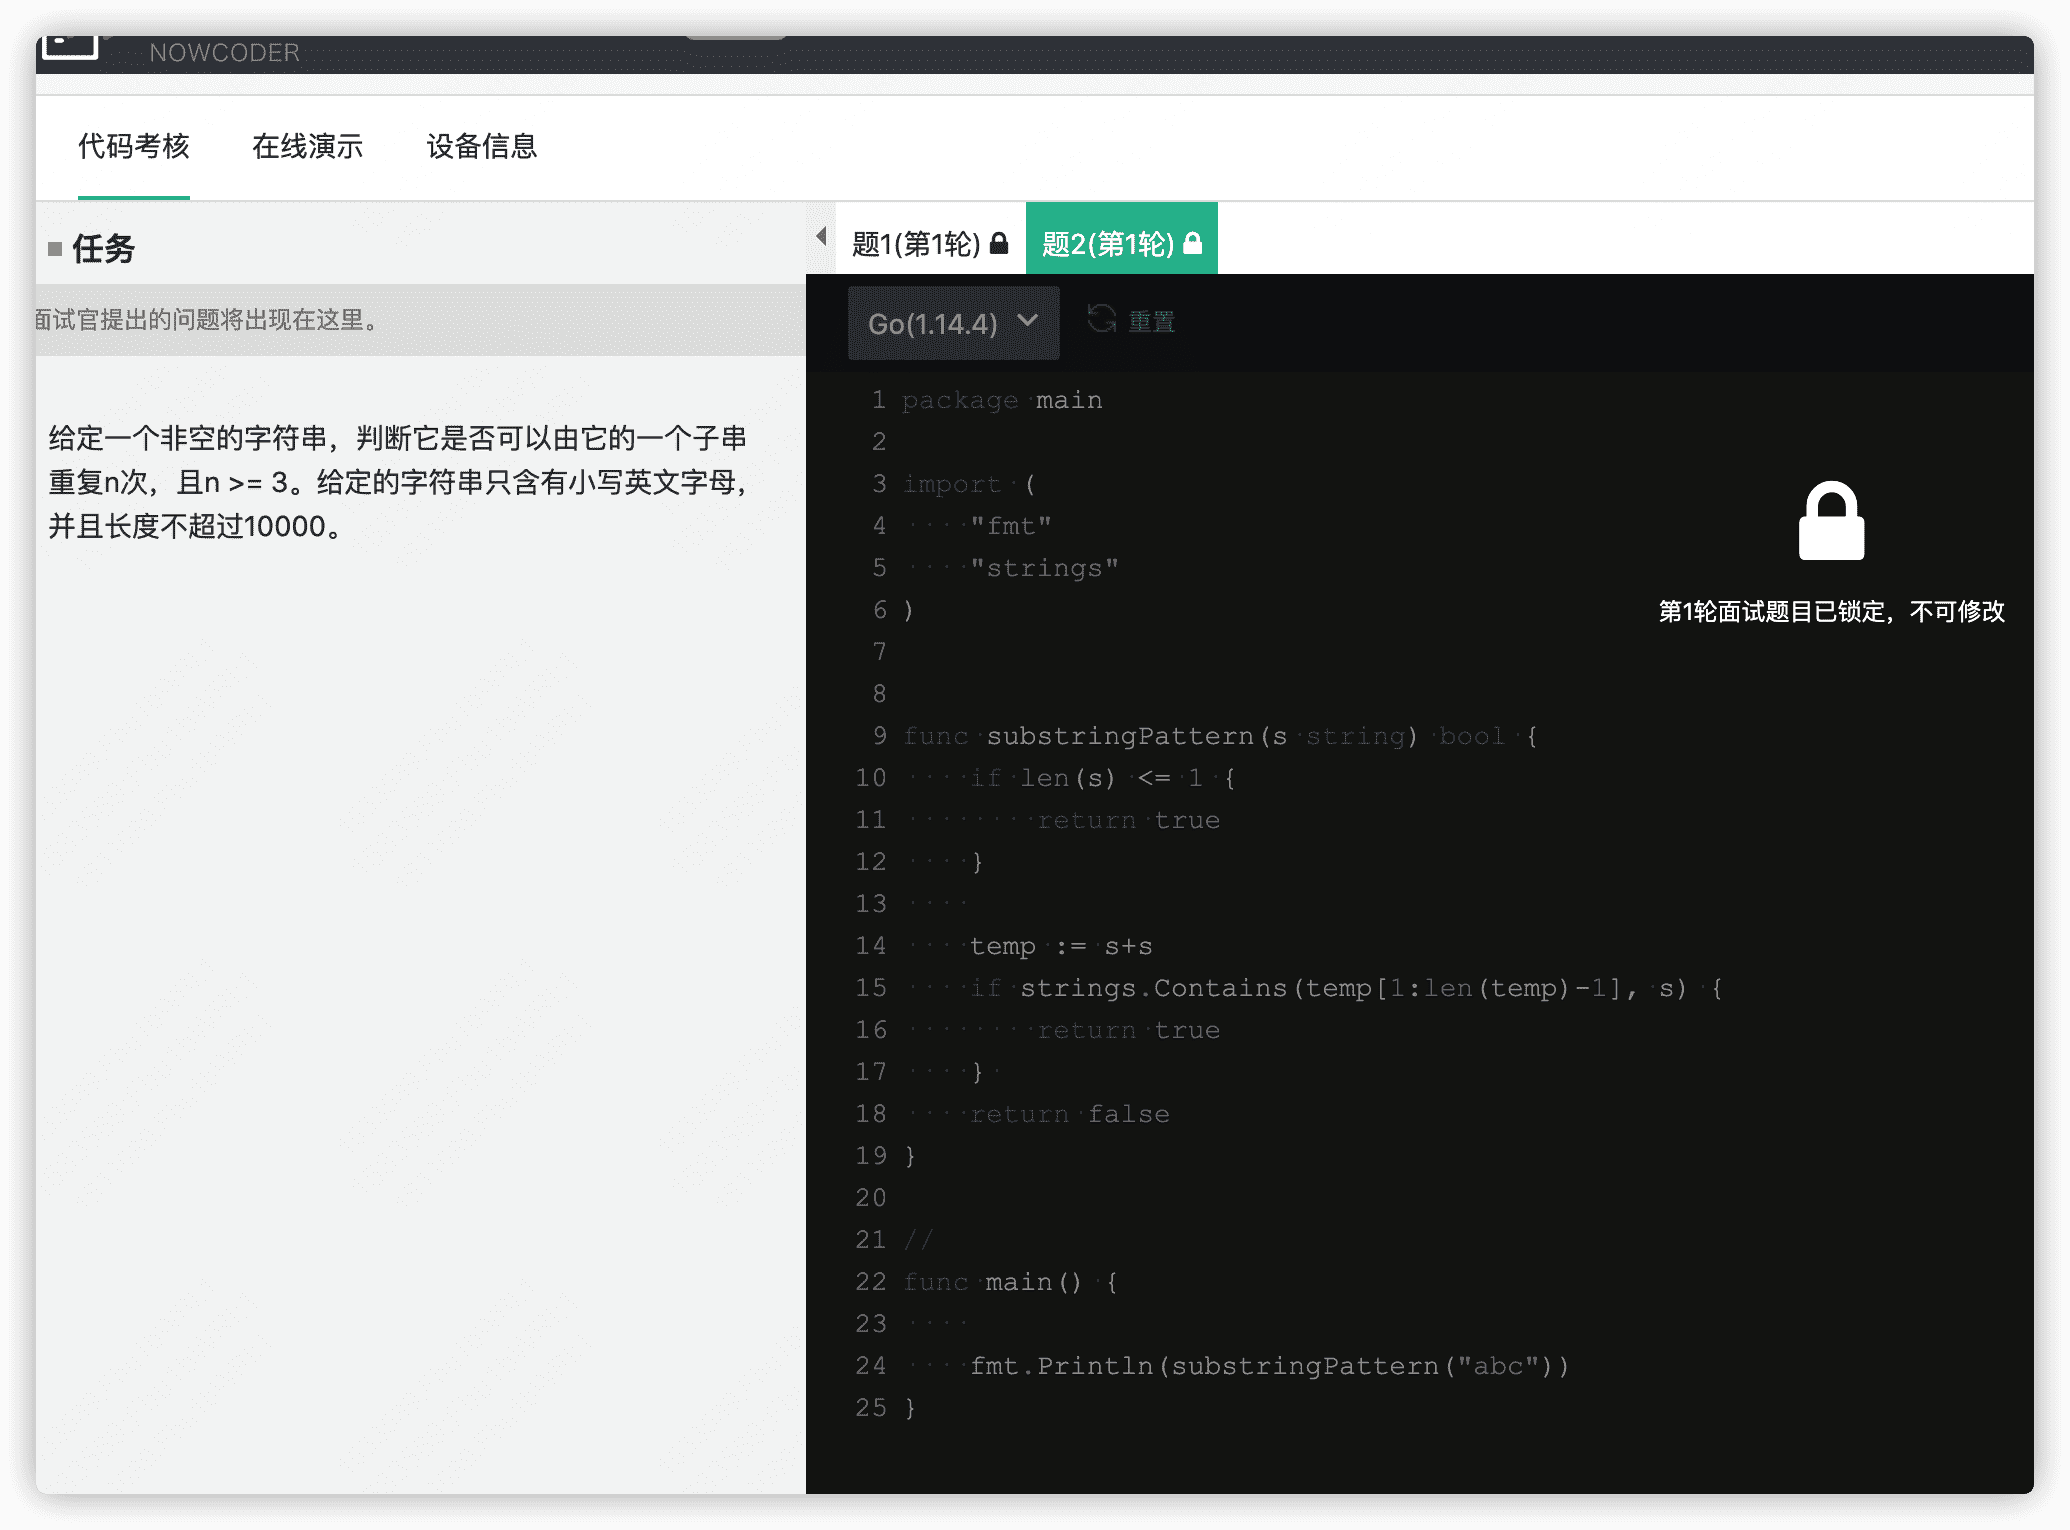 NOWCODER
代码考核 在线演示 设备信息
任务
面试官提出的问题将出现在这里。
给定一个非空的字符串，判断它是否可以由它的一个子串
重复n次，且n >= 3。给定的字符串只含有小写英文字母，
并且长度不超过10000。
题1(第1轮) 题2(第1轮)
Go(1.14.4) 重置
1 package main
2
3 import (
4     "fmt"
5     "strings"
6 )
7
8
9 func substringPattern(s string) bool {
10     if len(s) <= 1 {
11         return true
12     }
13
14     temp := s+s
15     if strings.Contains(temp[1:len(temp)-1], s) {
16         return true
17     }
18     return false
19 }
20
21 //
22 func main() {
23
24     fmt.Println(substringPattern("abc"))
25 }
第1轮面试题目已锁定，不可修改